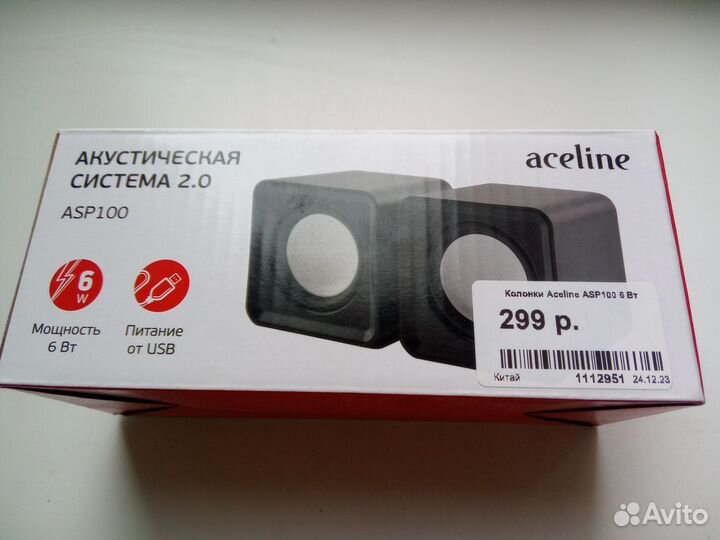 АКУСТИЧЕСКАЯ
СИСТЕМА 2.0
ASP100
aceline
6
W
Мощность
6 Вт
Питание
от USB
Колонки Aceline ASP100 6 Вт
299 р.
Китай 1112951 24.12.23
Avito